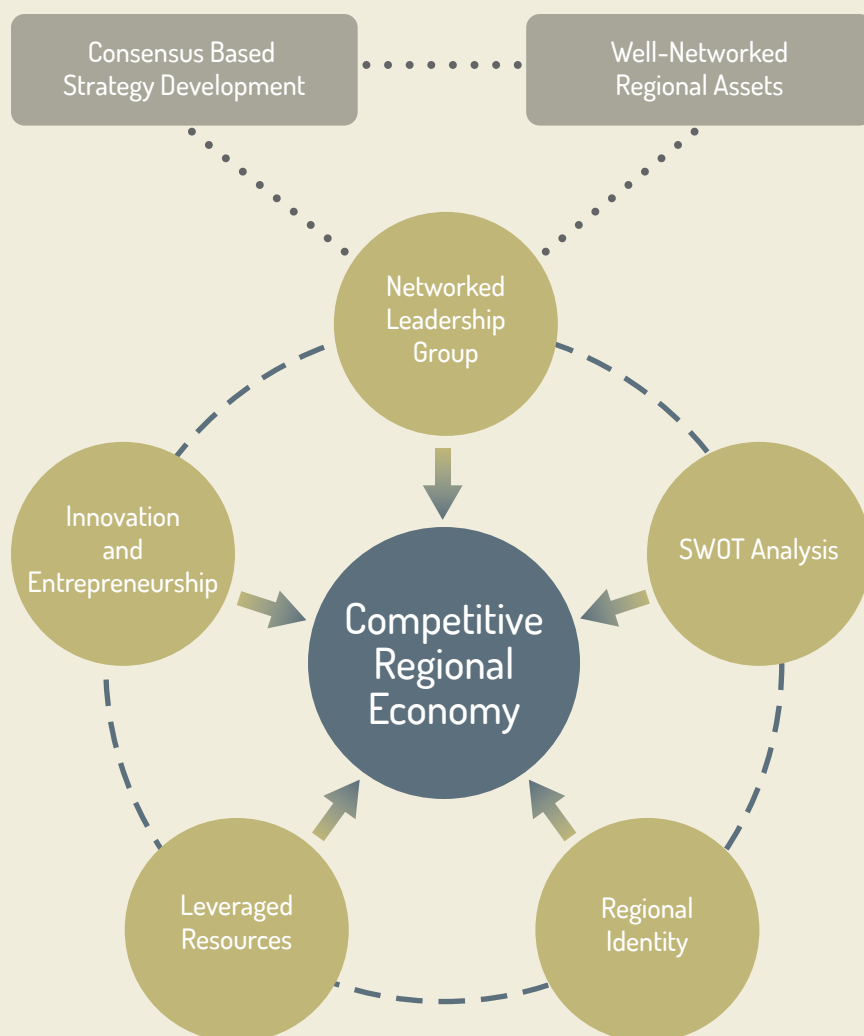 Consensus Based
Strategy Development
Well-Networked
Regional Assets
Networked
Leadership
Group
Innovation
and
Entrepreneurship
SWOT Analysis
Competitive
Regional
Economy
Leveraged
Resources
Regional
Identity